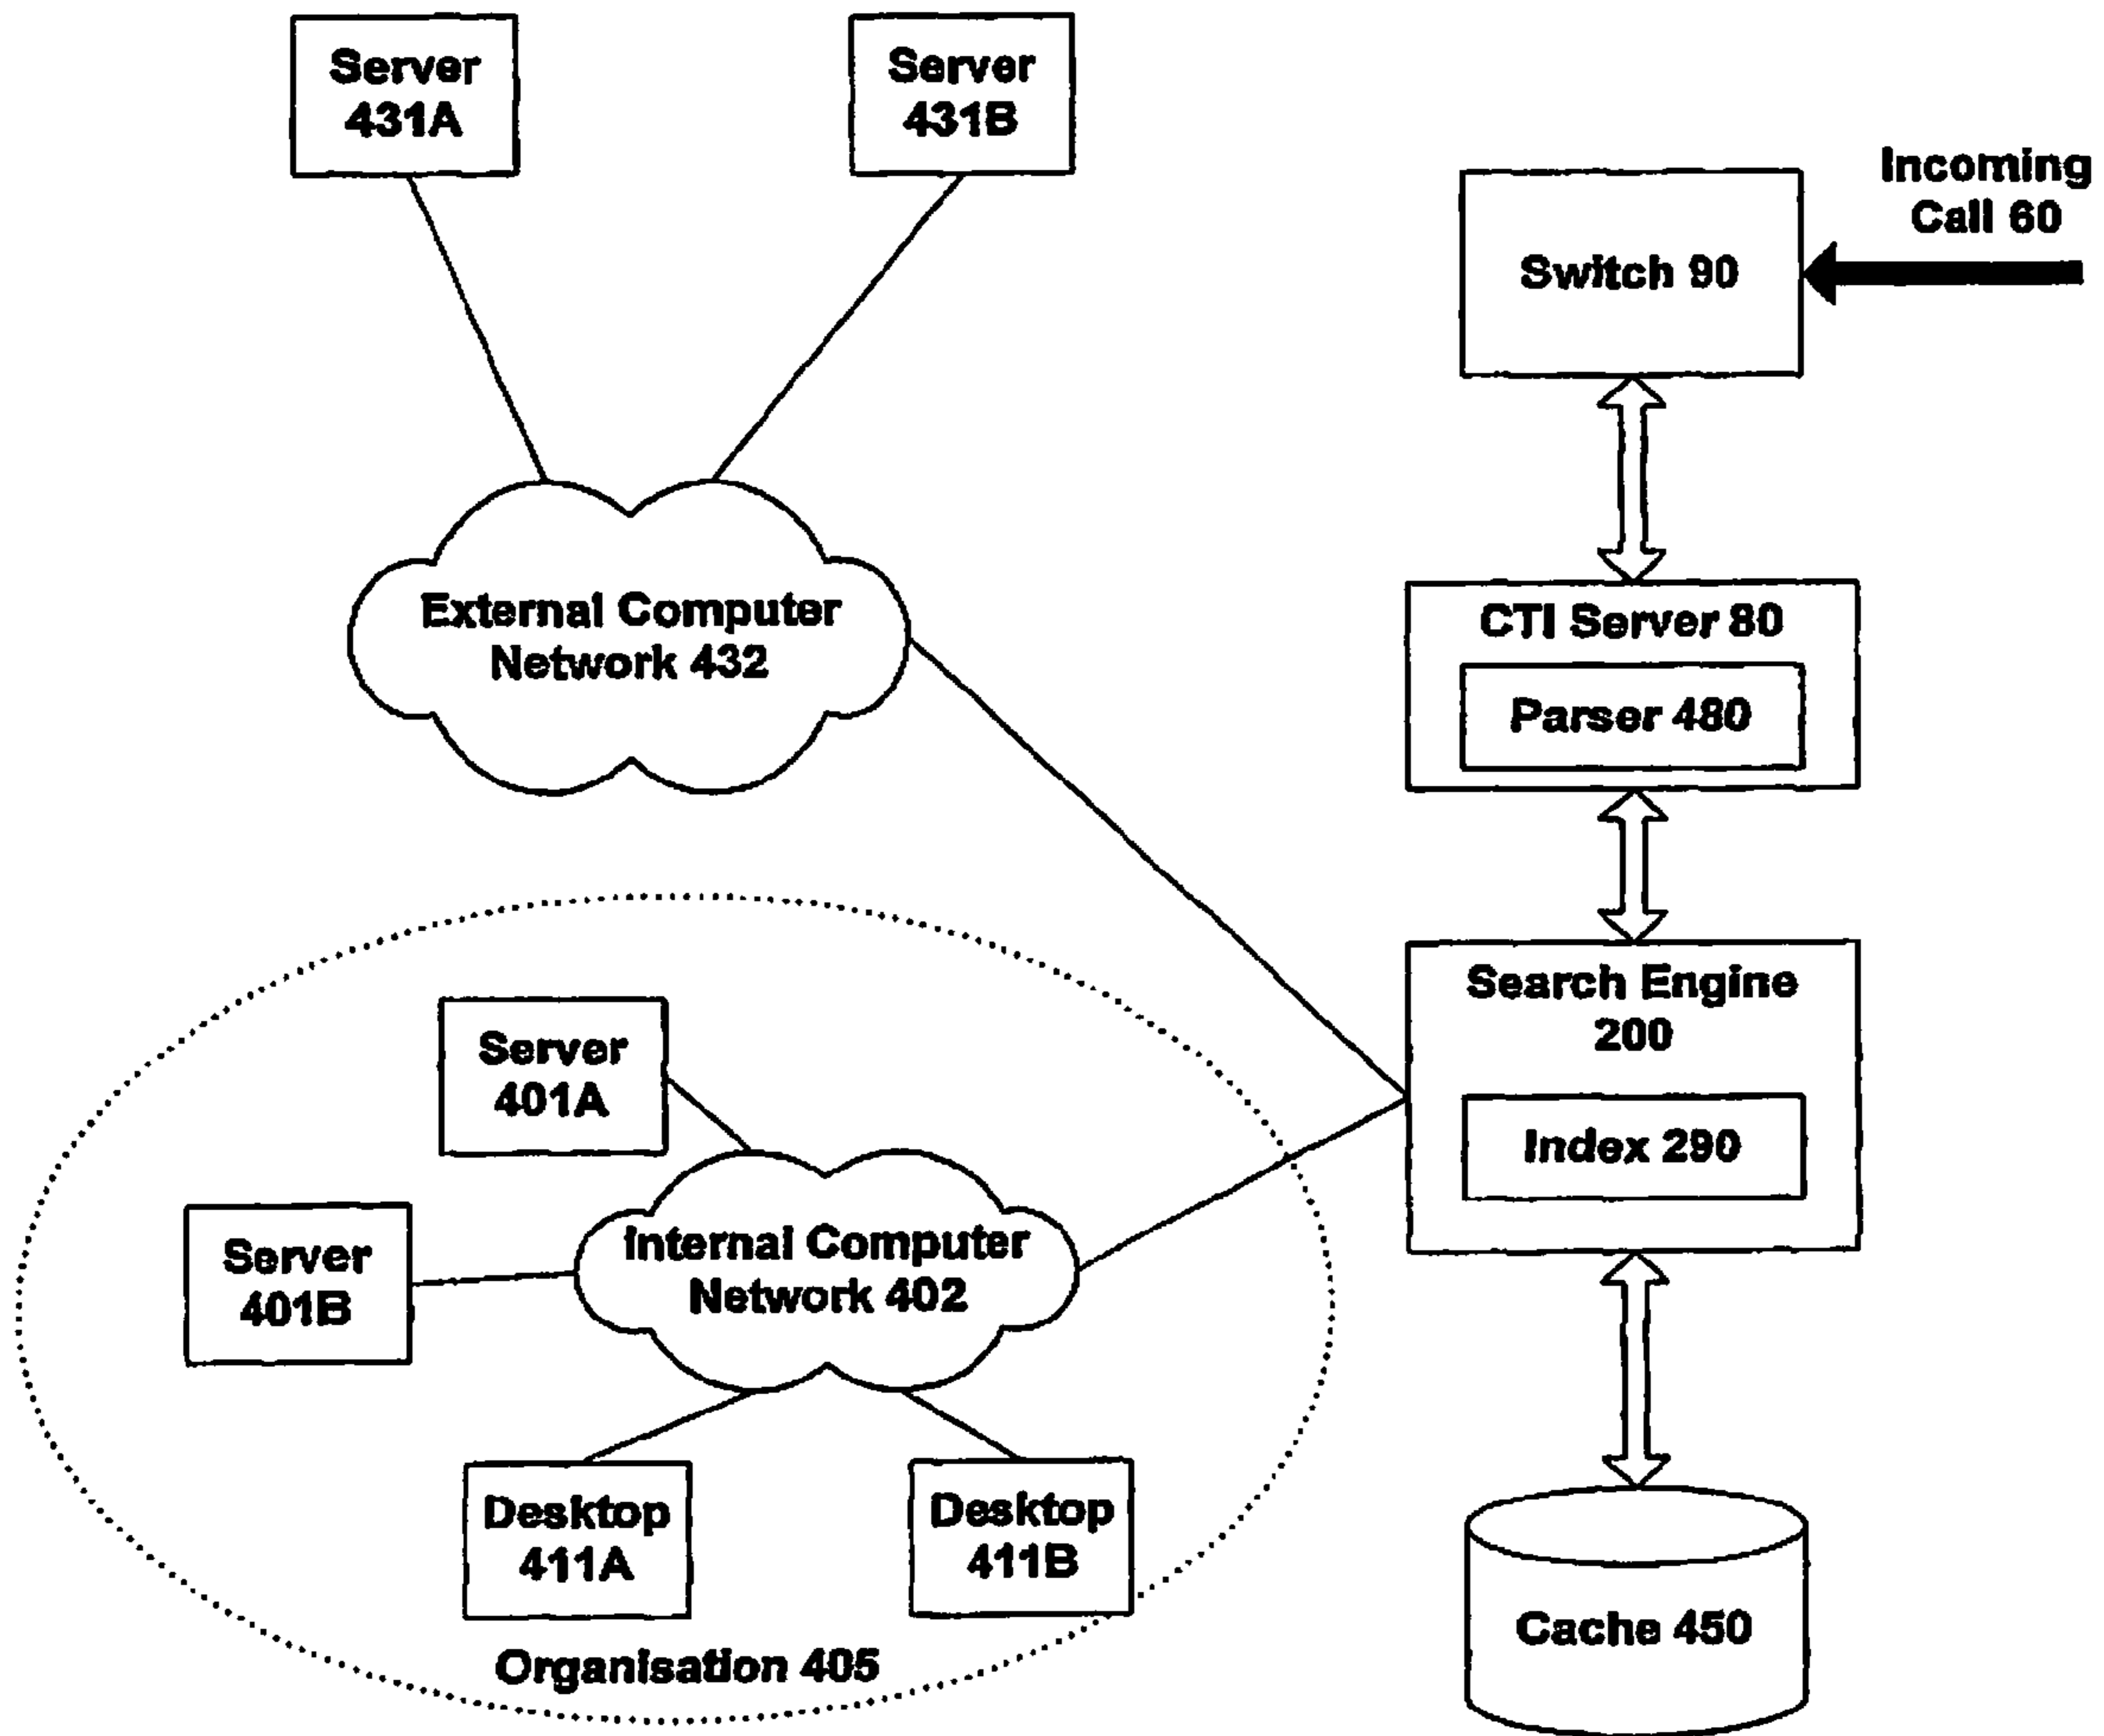 Server
431A
Server
431B
Incoming
Call 60
Switch 90
External Computer
Network 432
CTI Server 80
Parser 480
Search Engine
200
Index 290
Server
401A
Server
401B
Internal Computer
Network 402
Desktop
411A
Desktop
411B
Organisation 405
Cache 450